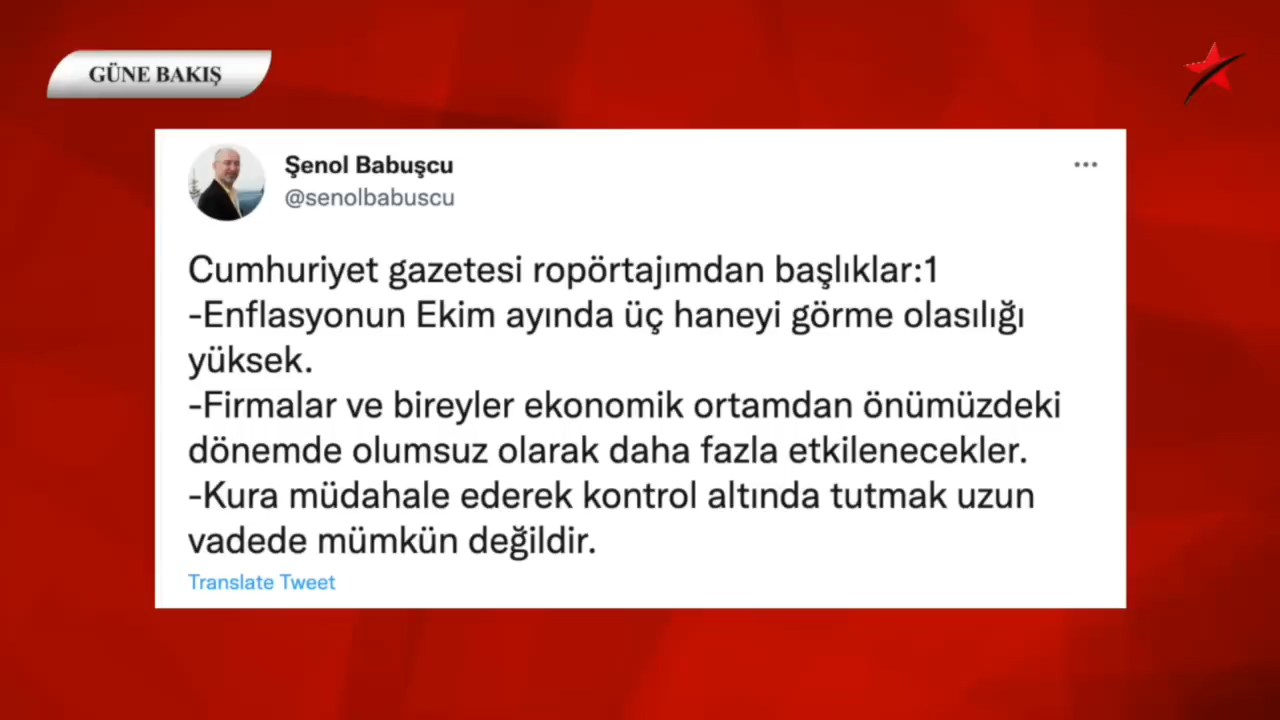 GÜNE BAKIŞ
Şenol Babuşcu
@senolbabuscu
Cumhuriyet gazetesi ropörtajımdan başlıklar:1
-Enflasyonun Ekim ayında üç haneyi görme olasılığı
yüksek.
-Firmalar ve bireyler ekonomik ortamdan önümüzdeki
dönemde olumsuz olarak daha fazla etkilenecekler.
-Kura müdahale ederek kontrol altında tutmak uzun
vadede mümkün değildir.
Translate Tweet